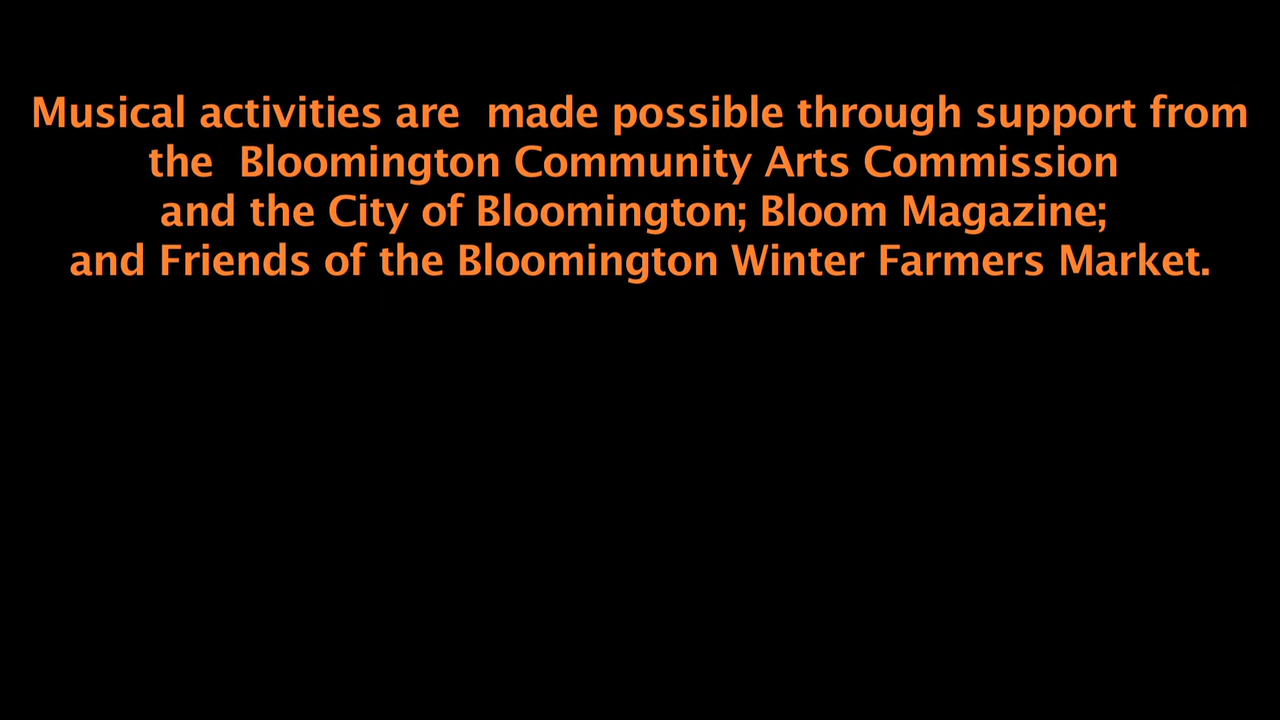 Musical activities are  made possible through support from
the  Bloomington Community Arts Commission
and the City of Bloomington; Bloom Magazine;
and Friends of the Bloomington Winter Farmers Market.